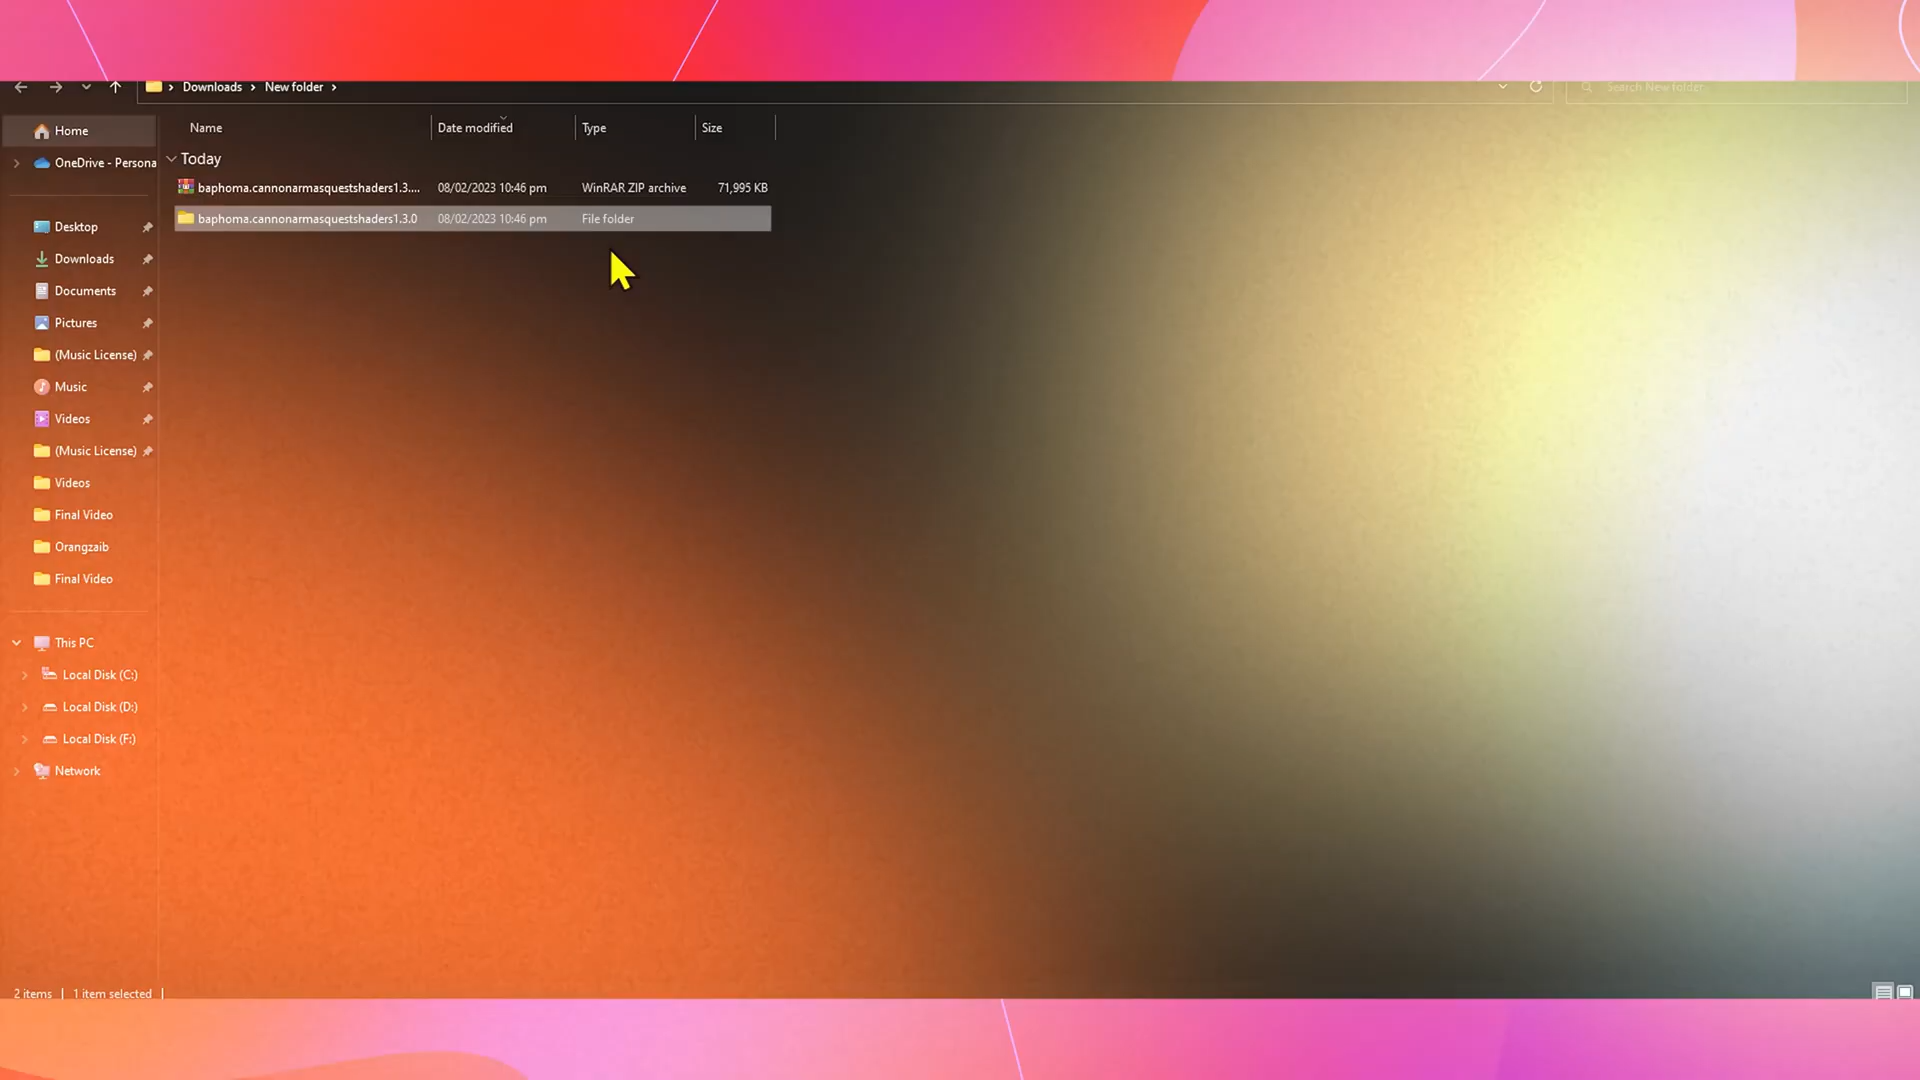 Downloads New folder
Search New folder
Name Date modified Type Size
Today
baphoma.cannonarmasquestshaders1.3.... 08/02/2023 10:46 pm WinRAR ZIP archive 71,995 KB
baphoma.cannonarmasquestshaders1.3.0 08/02/2023 10:46 pm File folder
Home
OneDrive - Persona
Desktop
Downloads
Documents
Pictures
(Music License)
Music
Videos
(Music License)
Videos
Final Video
Orangzaib
Final Video
This PC
Local Disk (C:)
Local Disk (D:)
Local Disk (F:)
Network
2 items 1 item selected